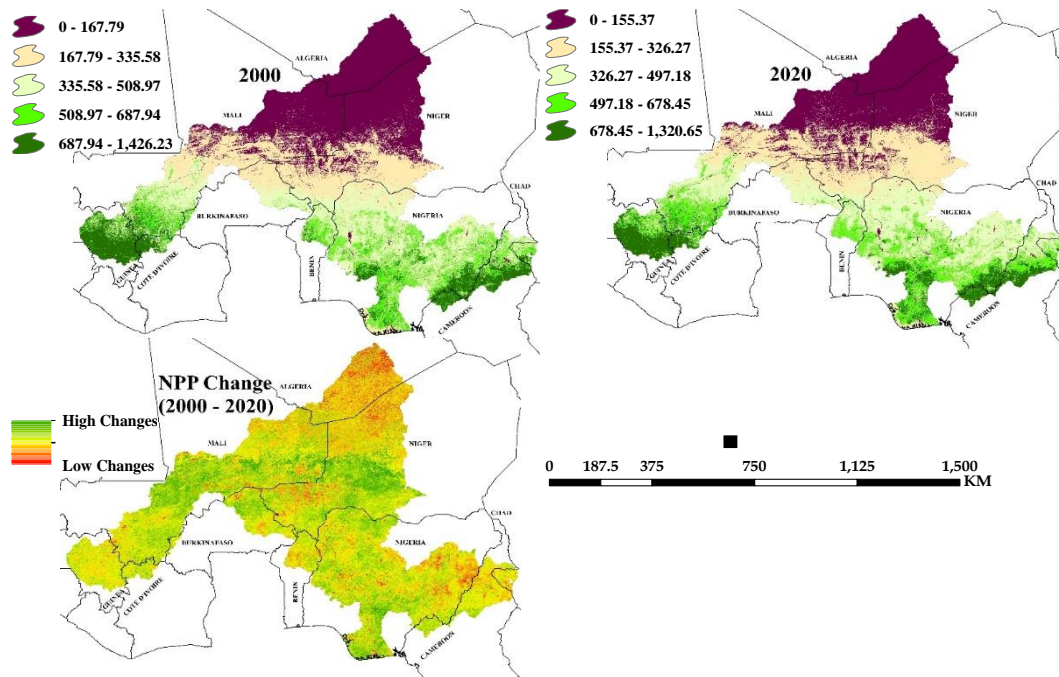 0 - 167.79
167.79 - 335.58
335.58 - 508.97
508.97 - 687.94
687.94 - 1,426.23
2000
ALGERIA
MALI
NIGER
CHAD
BURKINAFASO
NIGERIA
BENIN
GUINEA
COTE D'IVOIRE
CAMEROON
0 - 155.37
155.37 - 326.27
326.27 - 497.18
497.18 - 678.45
678.45 - 1,320.65
2020
ALGERIA
MALI
NIGER
CHAD
BURKINAFASO
NIGERIA
BENIN
GUINEA
COTE D'IVOIRE
CAMEROON
NPP Change
(2000 - 2020)
High Changes
Low Changes
ALGERIA
MALI
NIGER
CHAD
BURKINAFASO
NIGERIA
BENIN
GUINEA
COTE D'IVOIRE
CAMEROON
0 187.5 375 750 1,125 1,500
KM